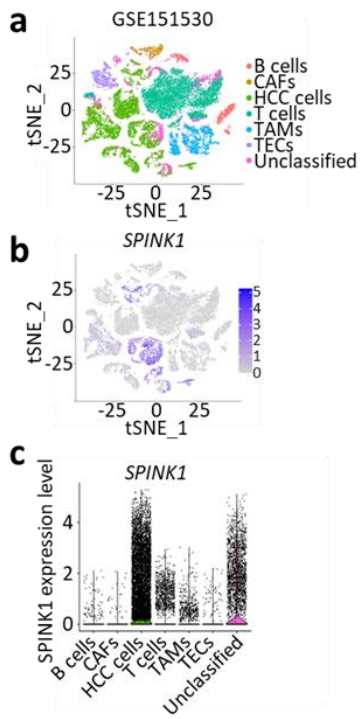 a
GSE151530
tSNE_2
25
0
-25
-25 0 25
tSNE_1
B cells
CAFs
HCC cells
T cells
TAMs
TECs
Unclassified
b
SPINK1
tSNE_2
25
0
-25
-25 0 25
tSNE_1
5
4
3
2
1
0
c
SPINK1
SPINK1 expression level
4
2
0
B cells
CAFs
HCC cells
T cells
TAMs
TECs
Unclassified